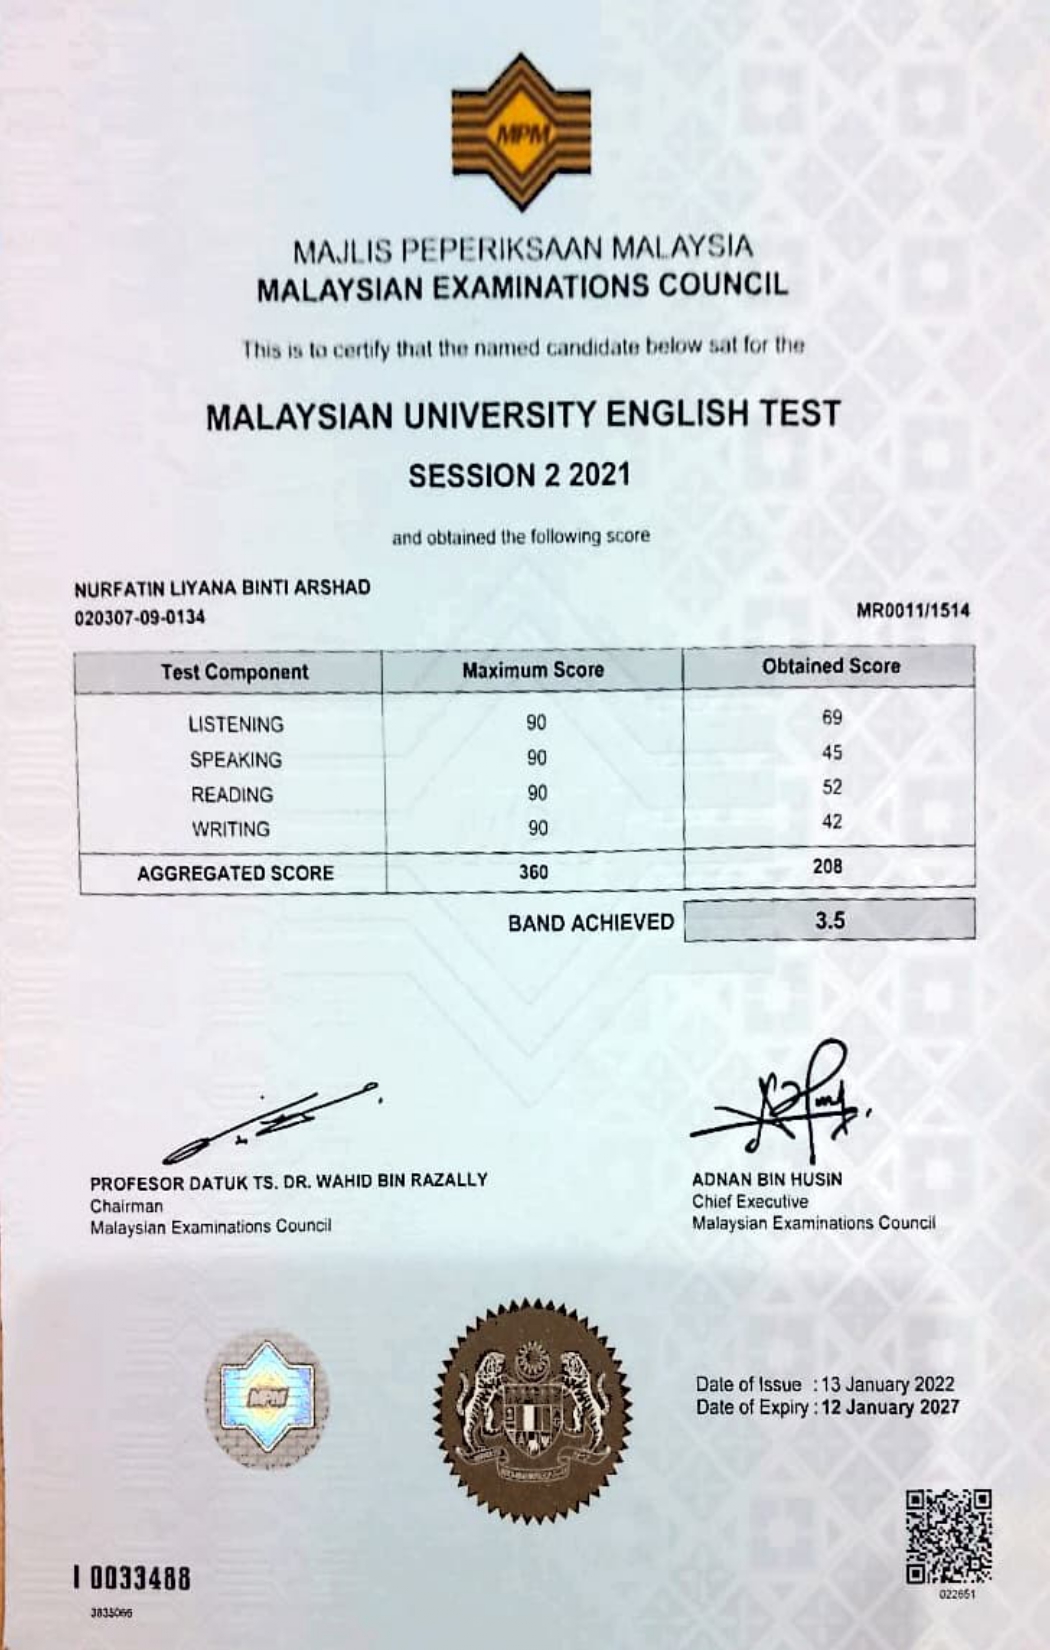 MPM
MAJLIS PEPERIKSAAN MALAYSIA
MALAYSIAN EXAMINATIONS COUNCIL
This is to certify that the named candidate below sat for the
MALAYSIAN UNIVERSITY ENGLISH TEST
SESSION 2 2021
and obtained the following score
NURFATIN LIYANA BINTI ARSHAD
020307-09-0134
MR0011/1514
Test Component Maximum Score Obtained Score
LISTENING 90 69
SPEAKING 90 45
READING 90 52
WRITING 90 42
AGGREGATED SCORE 360 208
BAND ACHIEVED 3.5
PROFESOR DATUK TS. DR. WAHID BIN RAZALLY
Chairman
Malaysian Examinations Council
ADNAN BIN HUSIN
Chief Executive
Malaysian Examinations Council
MPM
Date of Issue : 13 January 2022
Date of Expiry : 12 January 2027
I 0033488
3835066
022651